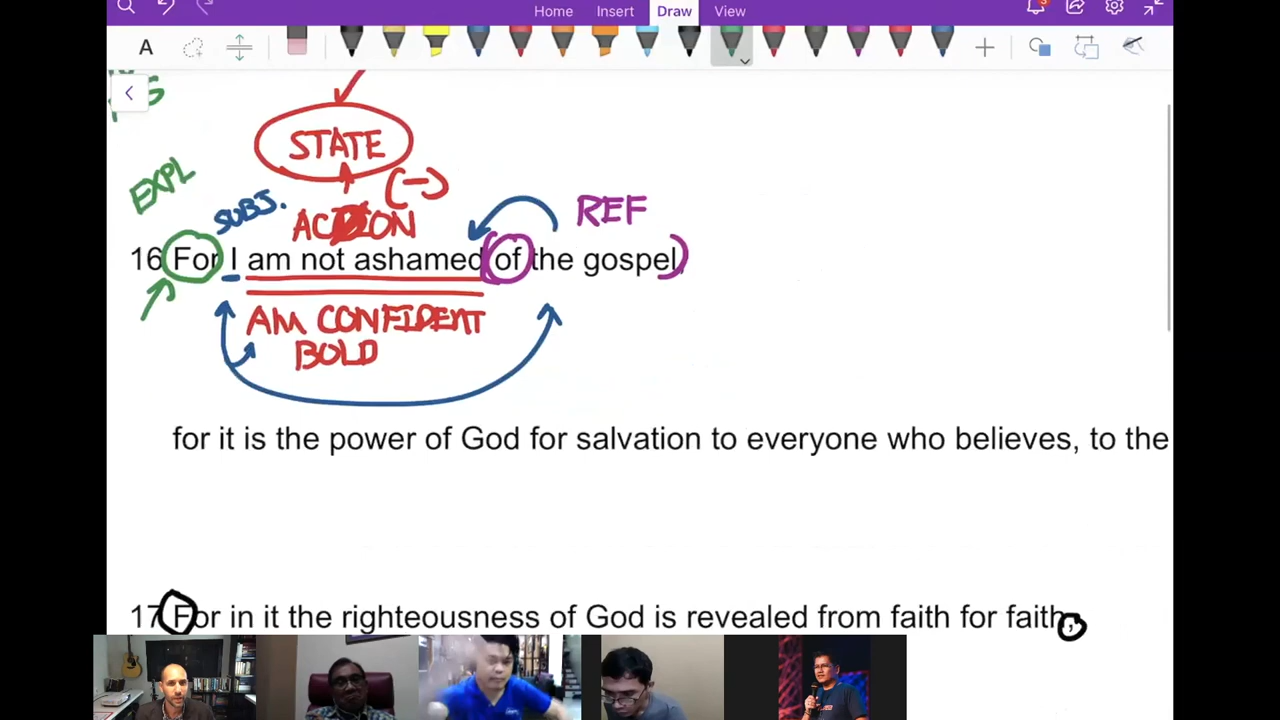 Home Insert Draw View
A
STATE
EXPL
SUBJ.
(-)
ACTION
REF
16 For I am not ashamed (of the gospel,)
AM CONFIDENT
BOLD
for it is the power of God for salvation to everyone who believes, to the
17 For in it the righteousness of God is revealed from faith for faith,